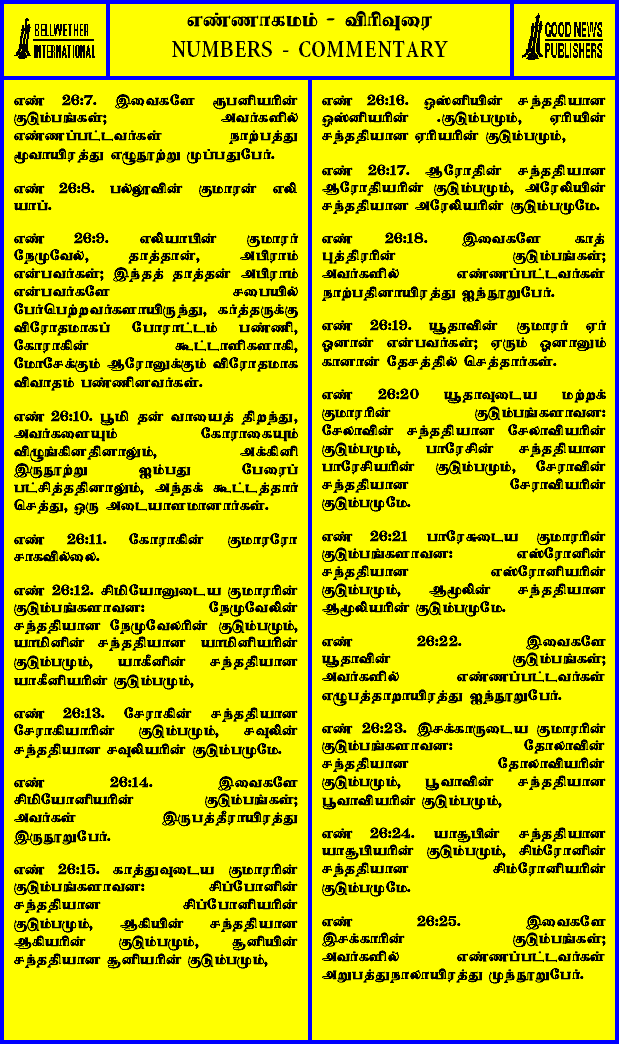 BELLWETHER
INTERNATIONAL
எண்ணாகமம் - விரிவுரை
NUMBERS - COMMENTARY
GOOD NEWS
PUBLISHERS
எண் 26:7. இவைகளே ரூபனியரின்
குடும்பங்கள்; அவர்களில்
எண்ணப்பட்டவர்கள் நாற்பத்து
மூவாயிரத்து எழுநூற்று முப்பதுபேர்.
எண் 26:8. பல்லூவின் குமாரன் எலி
யாப்.
எண் 26:9. எலியாபின் குமாரர்
நேமுவேல், தாத்தான், அபிராம்
என்பவர்கள்; இந்தத் தாத்தன் அபிராம்
என்பவர்களே சபையில்
பேர்பெற்றவர்களாயிருந்து, கர்த்தருக்கு
விரோதமாகப் போராட்டம் பண்ணி,
கோராகின் கூட்டாளிகளாகி,
மோசேக்கும் ஆரோனுக்கும் விரோதமாக
விவாதம் பண்ணினவர்கள்.
எண் 26:10. பூமி தன் வாயைத் திறந்து,
அவர்களையும் கோராகையும்
விழுங்கினதினாலும், அக்கினி
இருநூற்று ஐம்பது பேரைப்
பட்சித்ததினாலும், அந்தக் கூட்டத்தார்
செத்து, ஒரு அடையாளமானார்கள்.
எண் 26:11. கோராகின் குமாரரோ
சாகவில்லை.
எண் 26:12. சிமியோனுடைய குமாரரின்
குடும்பங்களாவன: நேமுவேலின்
சந்ததியான நேமுவேலரின் குடும்பமும்,
யாமினின் சந்ததியான யாமினியரின்
குடும்பமும், யாகீனின் சந்ததியான
யாகீனியரின் குடும்பமும்,
எண் 26:13. சேராகின் சந்ததியான
சேராகியாரின் குடும்பமும், சவுலின்
சந்ததியான சவுலியரின் குடும்பமுமே.
எண் 26:14. இவைகளே
சிமியோனியரின் குடும்பங்கள்;
அவர்கள் இருபத்தீராயிரத்து
இருநூறுபேர்.
எண் 26:15. காத்துவுடைய குமாரரின்
குடும்பங்களாவன: சிப்போனின்
சந்ததியான சிப்போனியரின்
குடும்பமும், ஆகியின் சந்ததியான
ஆகியரின் குடும்பமும், சூனியின்
சந்ததியான சூனியரின் குடும்பமும்,
எண் 26:16. ஒஸ்னியின் சந்ததியான
ஒஸ்னியரின் .குடும்பமும், ஏரியின்
சந்ததியான ஏரியரின் குடும்பமும்,
எண் 26:17. ஆரோதின் சந்ததியான
ஆரோதியரின் குடும்பமும், அரேலியின்
சந்ததியான அரேலியரின் குடும்பமுமே.
எண் 26:18. இவைகளே காத்
புத்திரரின் குடும்பங்கள்;
அவர்களில் எண்ணப்பட்டவர்கள்
நாற்பதினாயிரத்து ஐந்நூறுபேர்.
எண் 26:19. யூதாவின் குமாரர் ஏர்
ஓனான் என்பவர்கள்; ஏரும் ஓனானும்
கானான் தேசத்தில் செத்தார்கள்.
எண் 26:20 யூதாவுடைய மற்றக்
குமாரரின் குடும்பங்களாவன:
சேலாவின் சந்ததியான சேலாவியரின்
குடும்பமும், பாரேசின் சந்ததியான
பாரேசியரின் குடும்பமும், சேராவின்
சந்ததியான சேராவியரின்
குடும்பமுமே.
எண் 26:21 பாரேசுடைய குமாரரின்
குடும்பங்களாவன: எஸ்ரோனின்
சந்ததியான எஸ்ரோனியரின்
குடும்பமும், ஆமூலின் சந்ததியான
ஆமூலியரின் குடும்பமுமே.
எண் 26:22. இவைகளே
யூதாவின் குடும்பங்கள்;
அவர்களில் எண்ணப்பட்டவர்கள்
எழுபத்தாறாயிரத்து ஐந்நூறுபேர்.
எண் 26:23. இசக்காருடைய குமாரரின்
குடும்பங்களாவன: தோலாவின்
சந்ததியான தோலாவியரின்
குடும்பமும், பூவாவின் சந்ததியான
பூவாவியரின் குடும்பமும்,
எண் 26:24. யாசூபின் சந்ததியான
யாசூபியரின் குடும்பமும், சிம்ரோனின்
சந்ததியான சிம்ரோனியரின்
குடும்பமுமே.
எண் 26:25. இவைகளே
இசக்காரின் குடும்பங்கள்;
அவர்களில் எண்ணப்பட்டவர்கள்
அறுபத்துநாலாயிரத்து முந்நூறுபேர்.